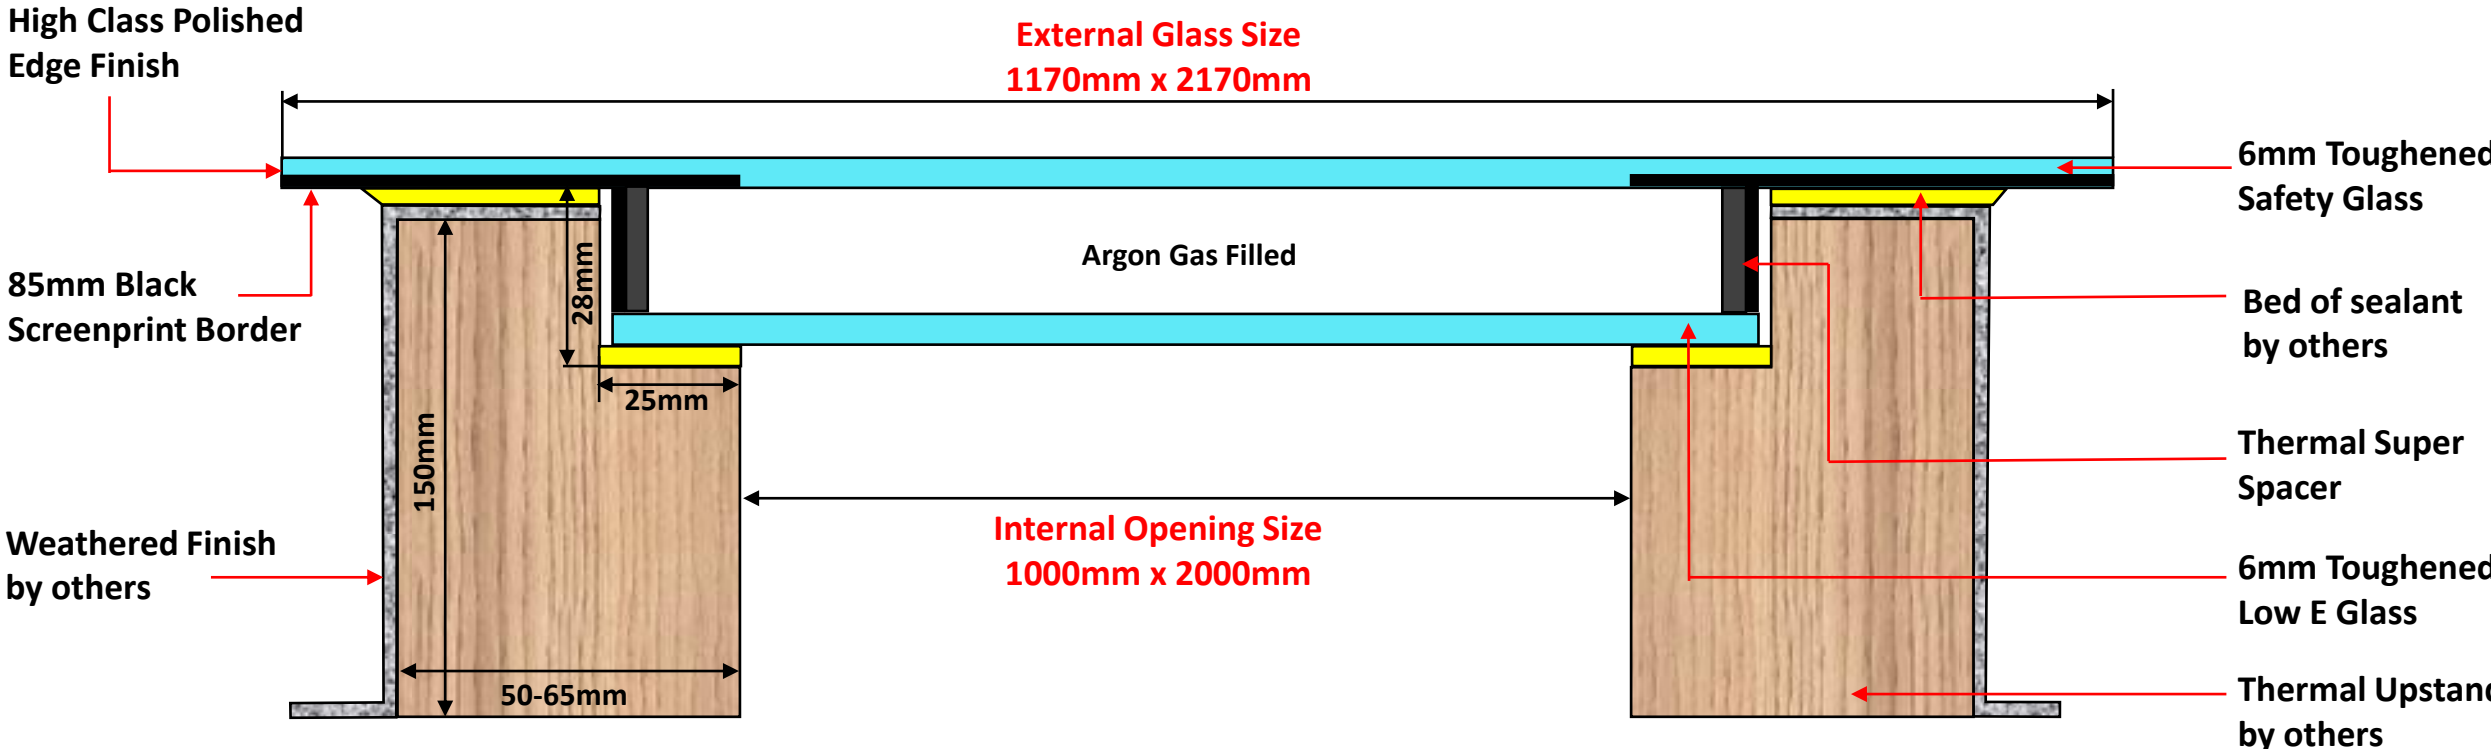 High Class Polished
Edge Finish
External Glass Size
1170mm x 2170mm
6mm Toughened
Safety Glass
85mm Black
Screenprint Border
28mm
Argon Gas Filled
Bed of sealant
by others
25mm
150mm
Thermal Super
Spacer
Weathered Finish
by others
Internal Opening Size
1000mm x 2000mm
6mm Toughened
Low E Glass
50-65mm
Thermal Upstand
by others